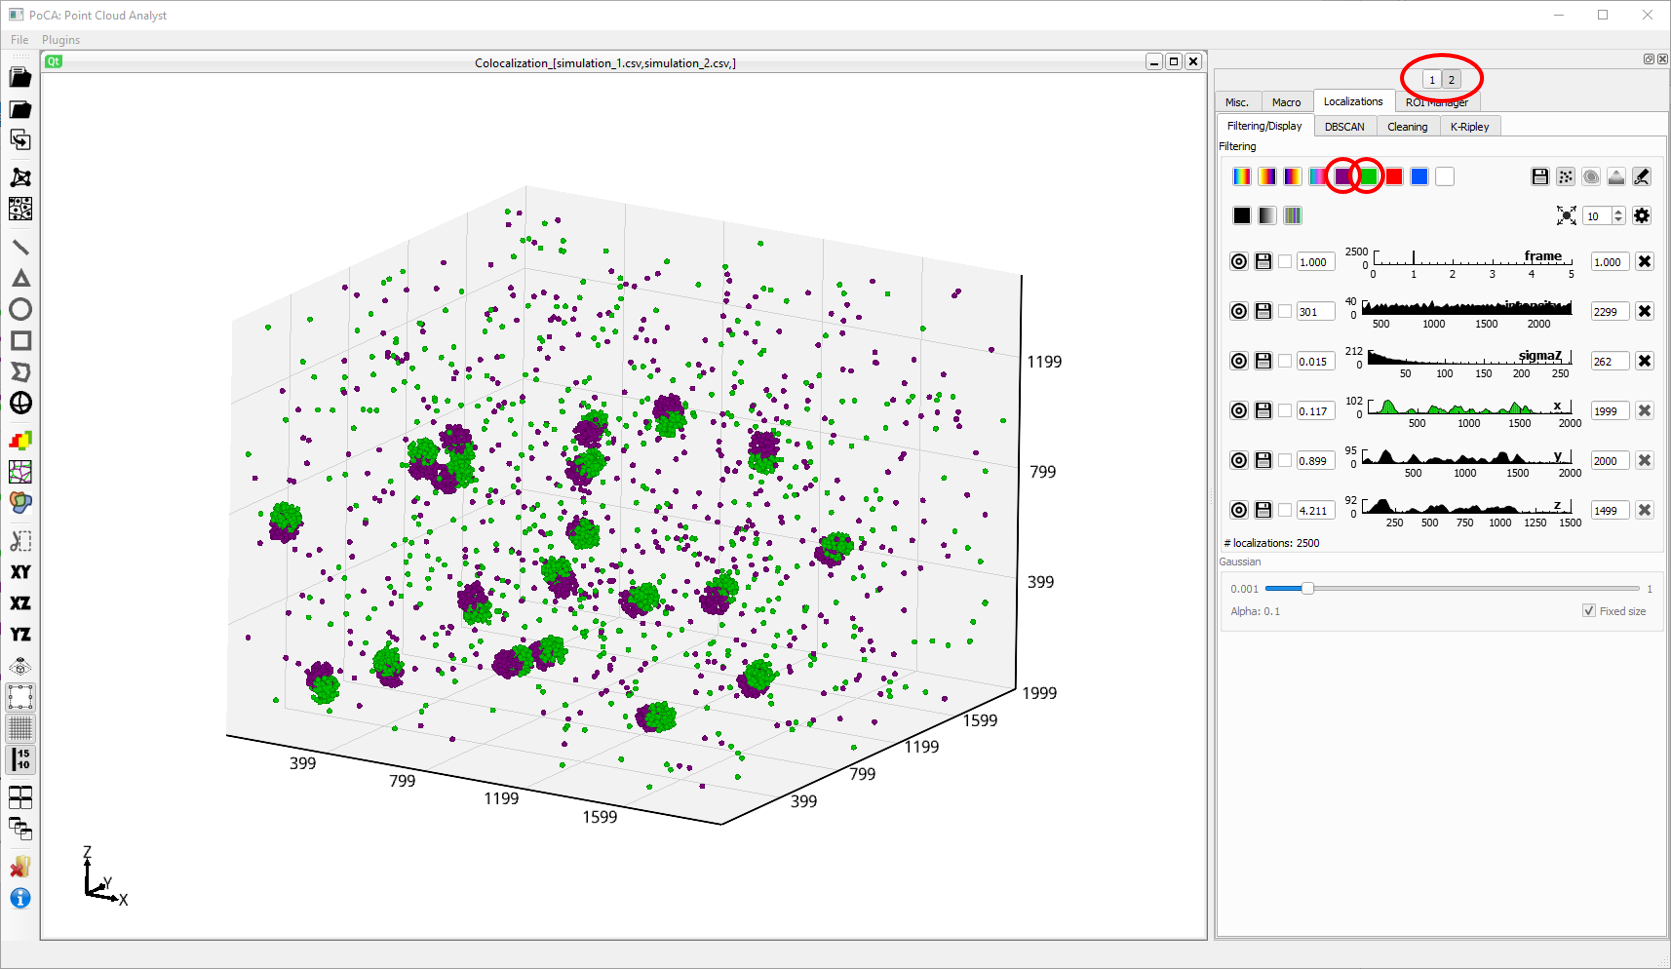 PoCA: Point Cloud Analyst
File Plugins
Qt Colocalization_[simulation_1.csv,simulation_2.csv,]
1 2
Misc. Macro Localizations ROI Manager
Filtering/Display DBSCAN Cleaning K-Ripley
Filtering
10
1.000 2500 0 frame 1.000
0 1 2 3 4 5
301 40 0 intensity 2299
500 1000 1500 2000
0.015 212 0 sigmaZ 262
50 100 150 200 250
0.117 102 0 x 1999
500 1000 1500 2000
0.899 95 0 y 2000
500 1000 1500 2000
4.211 92 0 z 1499
250 500 750 1000 1250 1500
# localizations: 2500
Gaussian
0.001 1
Alpha: 0.1 Fixed size
XY
XZ
YZ
15
10
1199
799
399
1999
1599
1199
799
399
399
799
1199
1599
Z
Y
X